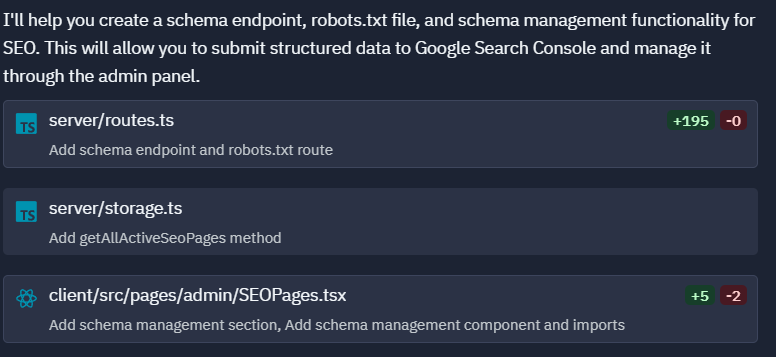 I'll help you create a schema endpoint, robots.txt file, and schema management functionality for
SEO. This will allow you to submit structured data to Google Search Console and manage it
through the admin panel.
TS server/routes.ts +195 -0
Add schema endpoint and robots.txt route
TS server/storage.ts
Add getAllActiveSeoPages method
client/src/pages/admin/SEOPages.tsx +5 -2
Add schema management section, Add schema management component and imports